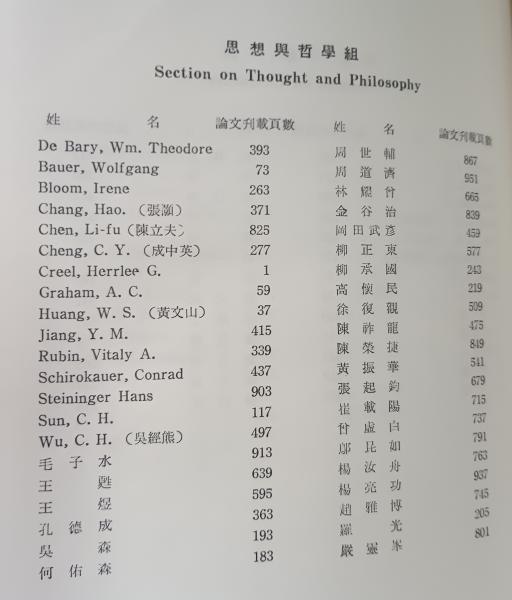 思想與哲學組
Section on Thought and Philosophy
姓 名 論文刊載頁數
De Bary, Wm. Theodore 393
Bauer, Wolfgang 73
Bloom, Irene 263
Chang, Hao. (張灝) 371
Chen, Li-fu (陳立夫) 825
Cheng, C. Y. (成中英) 277
Creel, Herrlee G. 1
Graham, A. C. 59
Huang, W. S. (黃文山) 37
Jiang, Y. M. 415
Rubin, Vitaly A. 339
Schirokauer, Conrad 437
Steininger Hans 903
Sun, C. H. 117
Wu, C. H. (吳經熊) 497
毛子水 913
王甦 639
王煜 595
孔德成 363
吳森 193
何佑森 183
姓 名 論文刊載頁數
周世輔 867
周道濟 951
林耀曾 665
金谷治 839
岡田武彥 459
柳正東 577
柳承國 243
高懷民 219
徐復觀 509
陳祚龍 475
陳榮捷 849
黃振華 541
張起鈞 679
崔載陽 715
曾虛白 737
鄔昆如 791
楊汝舟 763
楊亮功 937
趙雅博 745
羅光 205
嚴靈峯 801